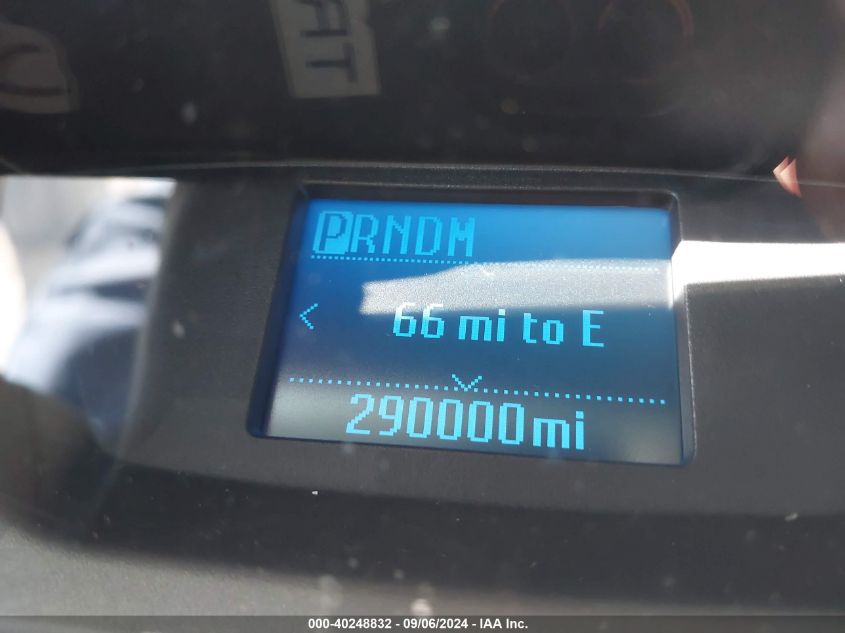 PRNDM
66 mi to E
290000mi
000-40248832 - 09/06/2024 - IAA Inc.